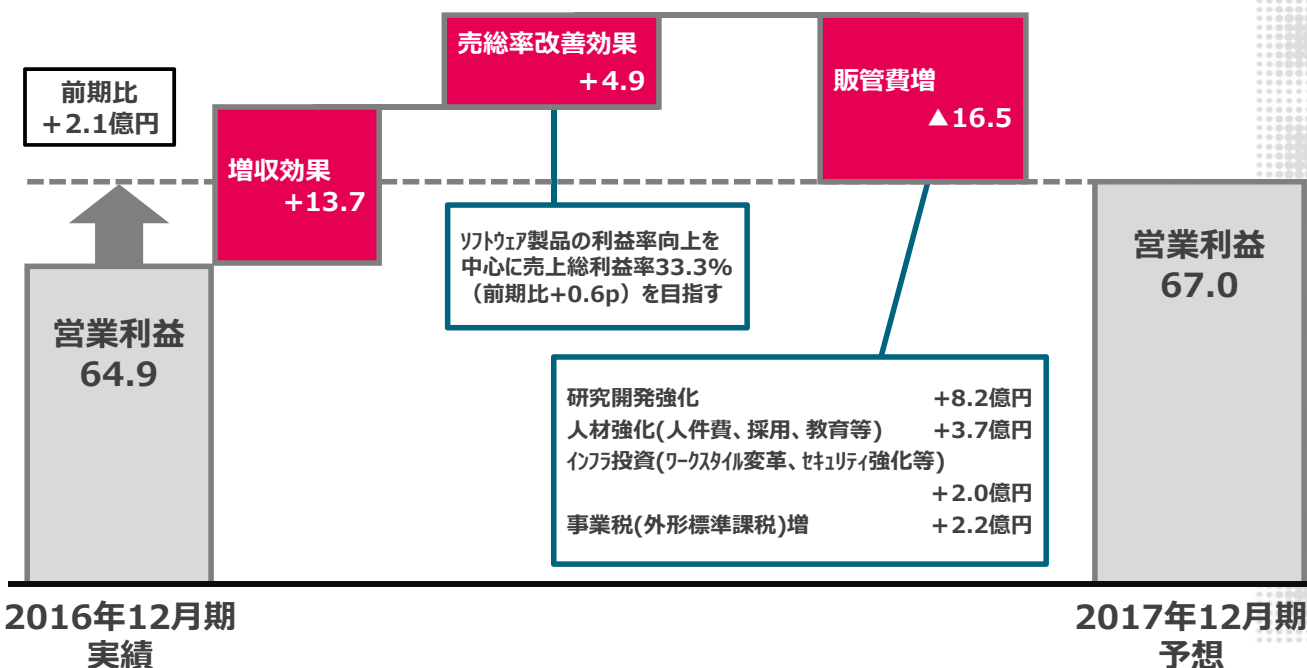 前期比
+2.1億円
営業利益
64.9
増収効果
+13.7
売総率改善効果
+4.9
販管費増
▲16.5
営業利益
67.0
ｿﾌﾄｳｪｱ製品の利益率向上を
中心に売上総利益率33.3%
（前期比+0.6p）を目指す
研究開発強化 +8.2億円
人材強化(人件費、採用、教育等) +3.7億円
ｲﾝﾌﾗ投資(ﾜｰｸｽﾀｲﾙ変革、ｾｷｭﾘﾃｨ強化等)
+2.0億円
事業税(外形標準課税)増 +2.2億円
2016年12月期
実績
2017年12月期
予想